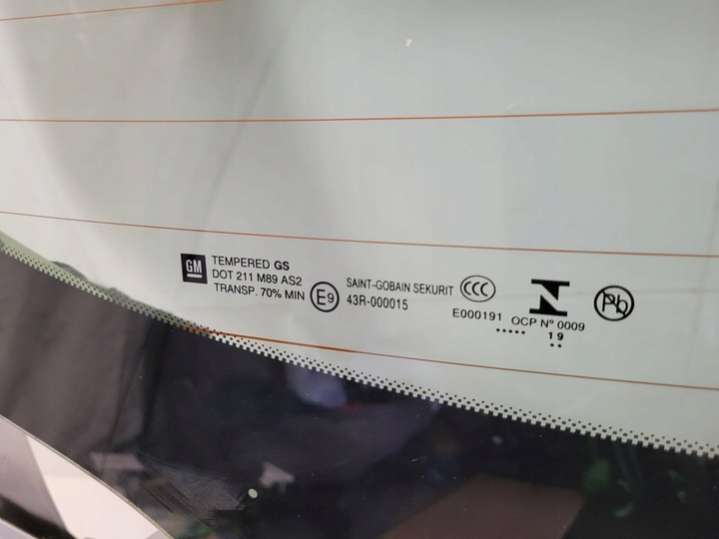 GM
TEMPERED GS
DOT 211 M89 AS2
TRANSP. 70% MIN
E9
SAINT-GOBAIN SEKURIT
43R-000015
CCC
E000191
N
OCP Nº 0009
19
Pb